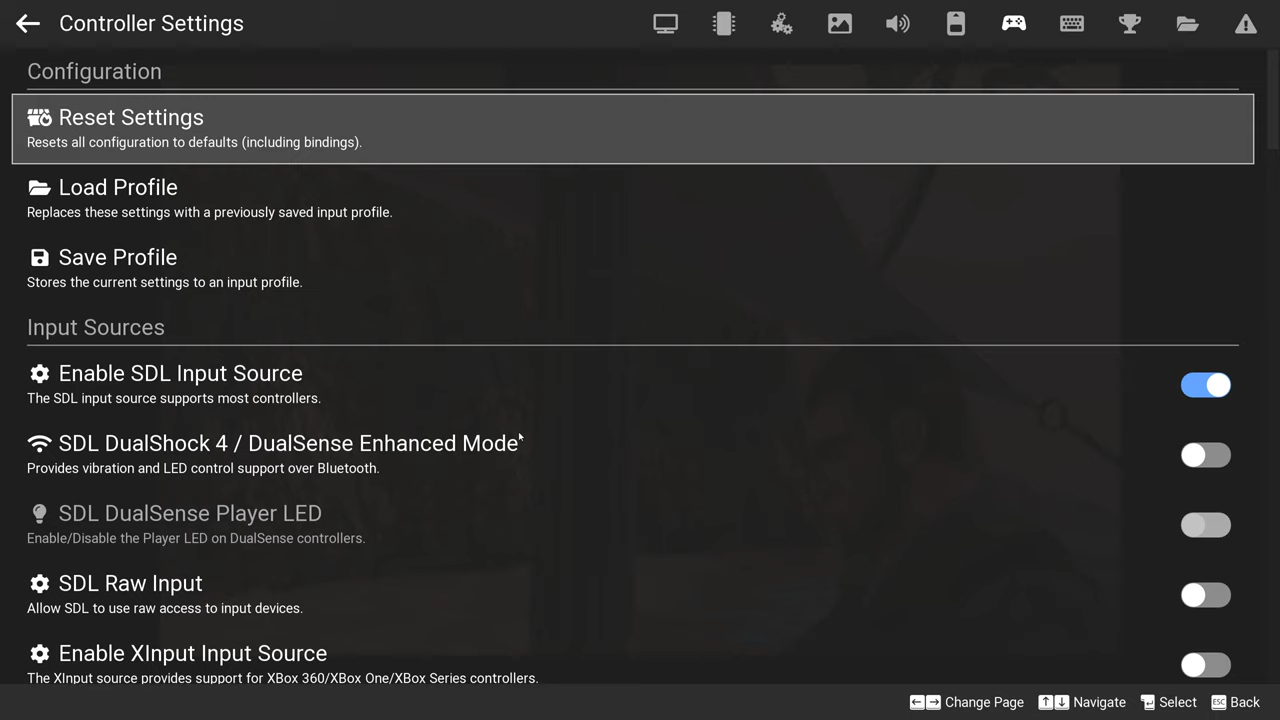 Controller Settings
Configuration
Reset Settings
Resets all configuration to defaults (including bindings).
Load Profile
Replaces these settings with a previously saved input profile.
Save Profile
Stores the current settings to an input profile.
Input Sources
Enable SDL Input Source
The SDL input source supports most controllers.
SDL DualShock 4 / DualSense Enhanced Mode
Provides vibration and LED control support over Bluetooth.
SDL DualSense Player LED
Enable/Disable the Player LED on DualSense controllers.
SDL Raw Input
Allow SDL to use raw access to input devices.
Enable XInput Input Source
The XInput source provides support for XBox 360/XBox One/XBox Series controllers.
Change Page Navigate Select ESC Back